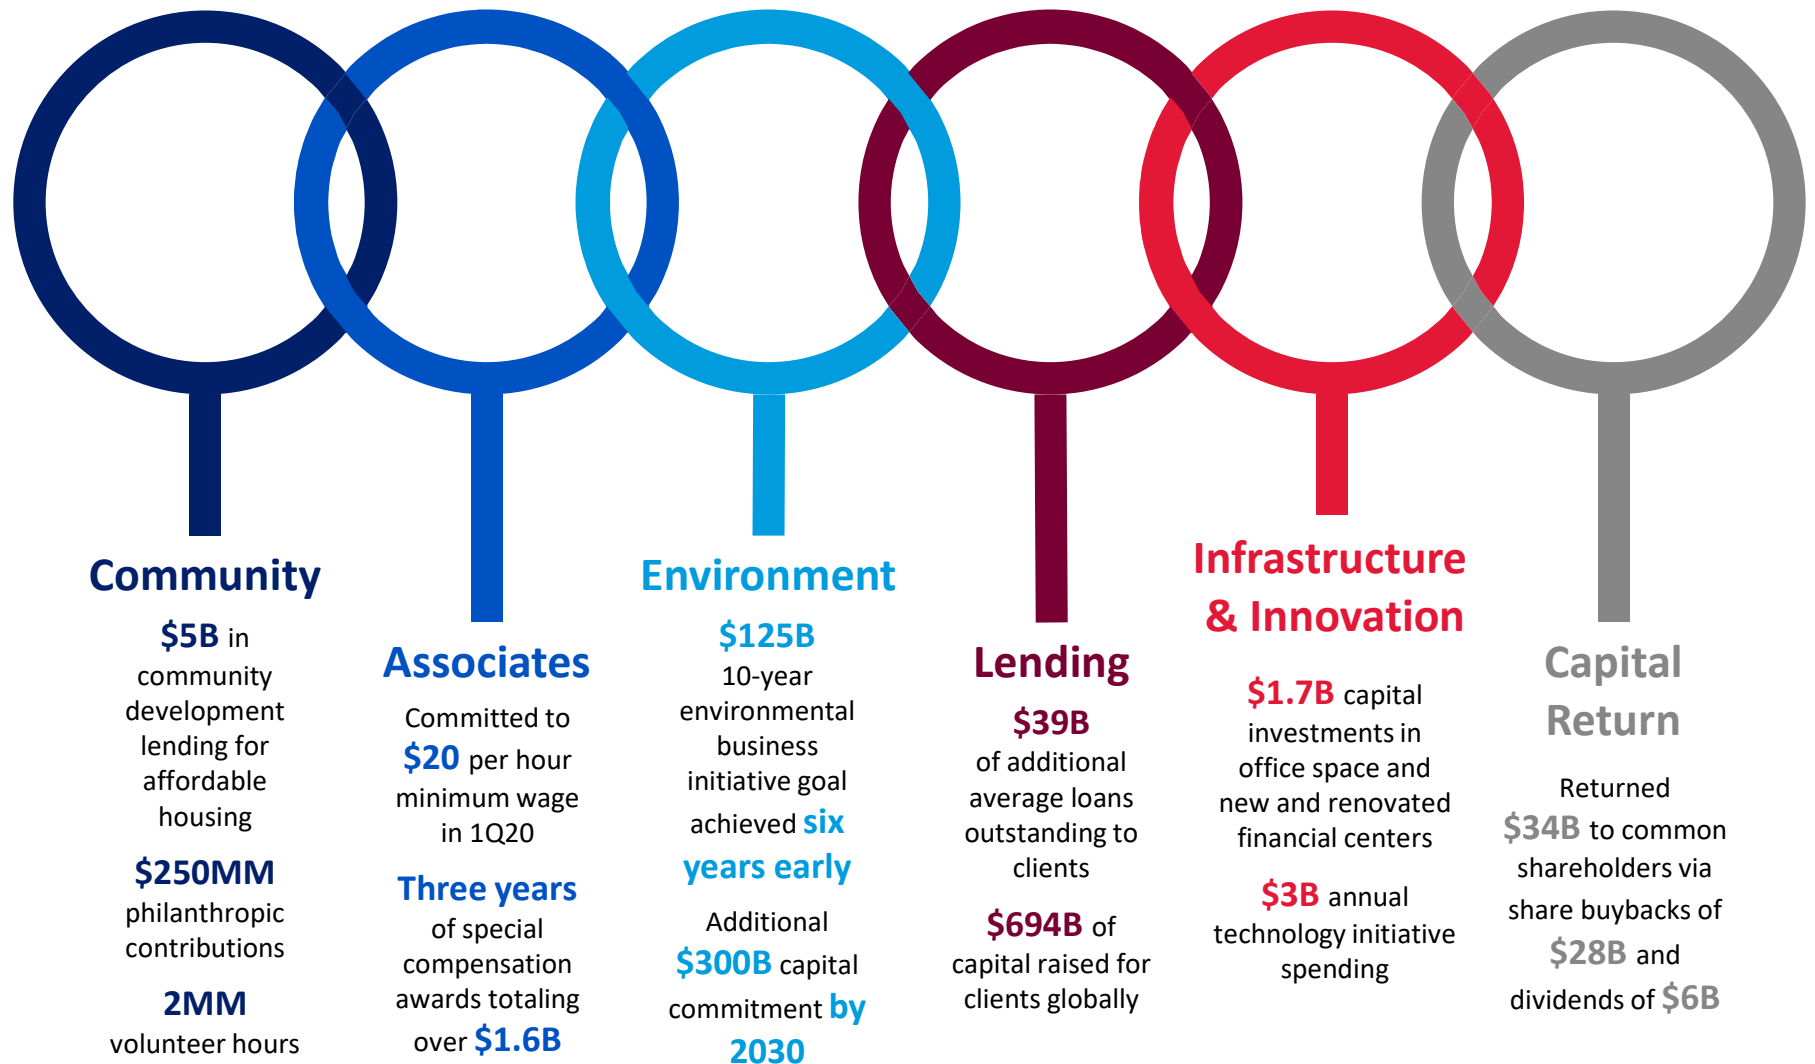 Community
$5B in
community
development
lending for
affordable
housing
$250MM
philanthropic
contributions
2MM
volunteer hours
Associates
Committed to
$20 per hour
minimum wage
in 1Q20
Three years
of special
compensation
awards totaling
over $1.6B
Environment
$125B
10-year
environmental
business
initiative goal
achieved six
years early
Additional
$300B capital
commitment by
2030
Lending
$39B
of additional
average loans
outstanding to
clients
$694B of
capital raised for
clients globally
Infrastructure
& Innovation
$1.7B capital
investments in
office space and
new and renovated
financial centers
$3B annual
technology initiative
spending
Capital
Return
Returned
$34B to common
shareholders via
share buybacks of
$28B and
dividends of $6B